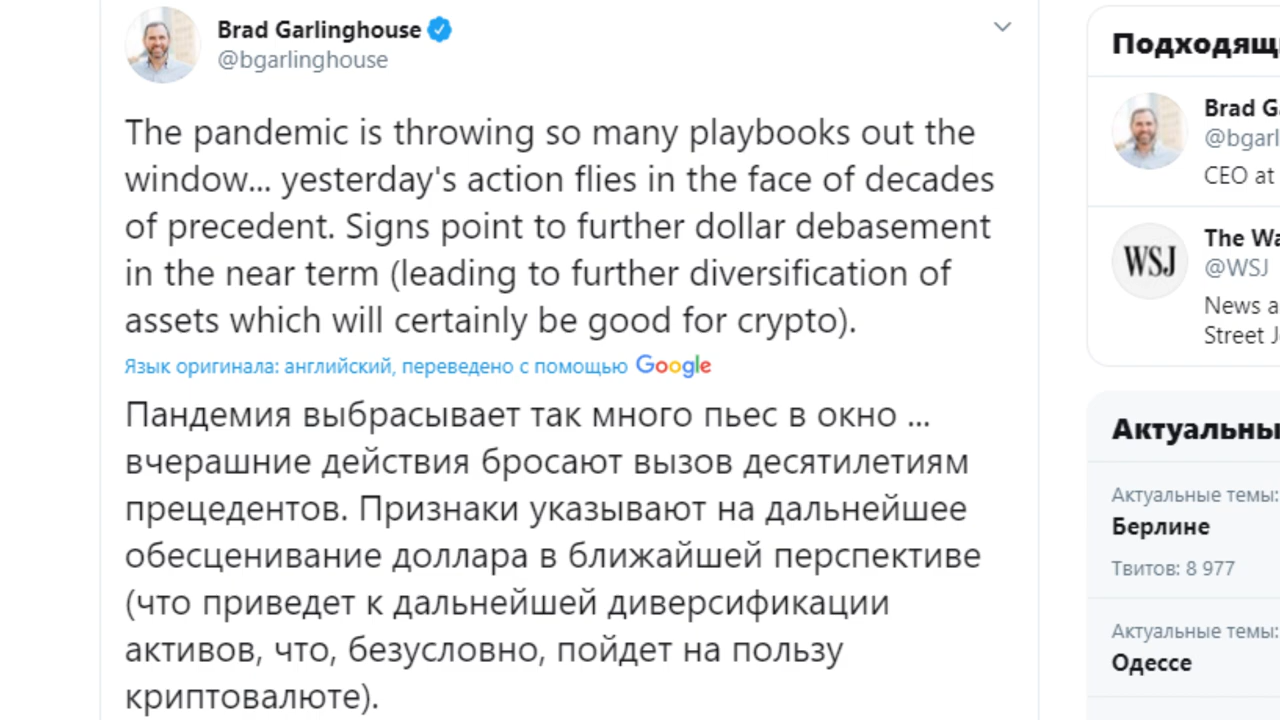 Brad Garlinghouse
@bgarlinghouse
The pandemic is throwing so many playbooks out the
window... yesterday's action flies in the face of decades
of precedent. Signs point to further dollar debasement
in the near term (leading to further diversification of
assets which will certainly be good for crypto).
Язык оригинала: английский, переведено с помощью Google
Пандемия выбрасывает так много пьес в окно ...
вчерашние действия бросают вызов десятилетиям
прецедентов. Признаки указывают на дальнейшее
обесценивание доллара в ближайшей перспективе
(что приведет к дальнейшей диверсификации
активов, что, безусловно, пойдет на пользу
криптовалюте).
Подходящ
Brad G
@bgarl
CEO at
WSJ
The Wa
@WSJ
News a
Street J
Актуальны
Актуальные темы:
Берлине
Твитов: 8 977
Актуальные темы:
Одессе